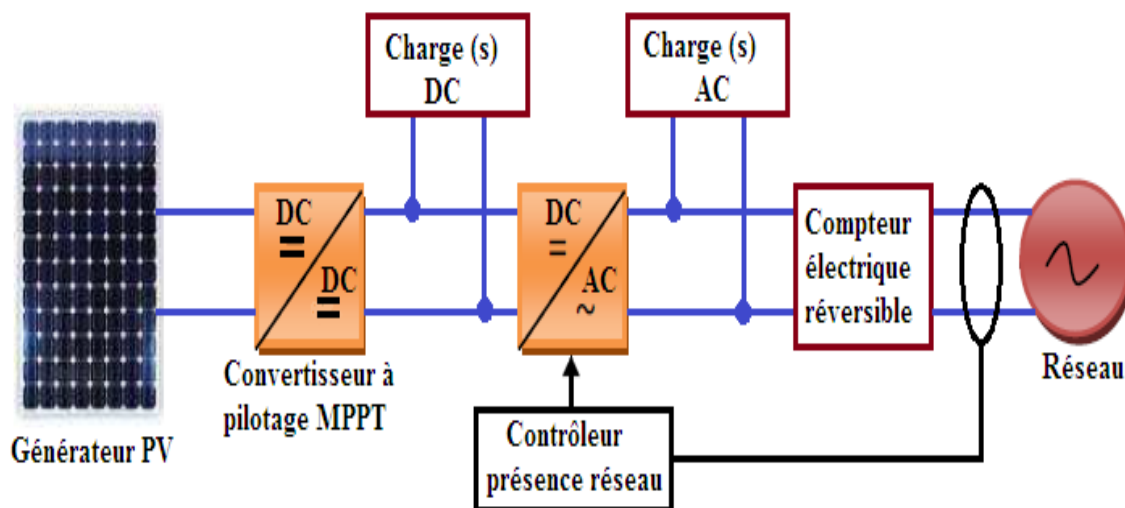 Charge (s)
DC
Charge (s)
AC
DC
DC
DC
AC
~
Compteur
électrique
réversible
Réseau
Convertisseur à
pilotage MPPT
Générateur PV
Contrôleur
présence réseau